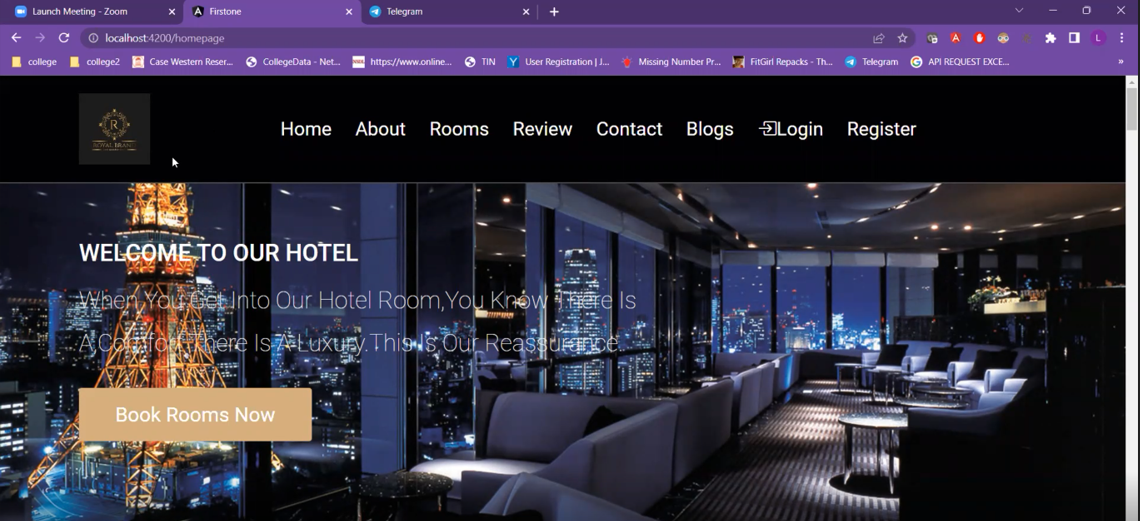 Launch Meeting - Zoom
Firstone
Telegram
localhost:4200/homepage
L
college
college2
Case Western Reser...
CollegeData - Net...
https://www.online...
TIN
User Registration | J...
Missing Number Pr...
FitGirl Repacks - Th...
Telegram
API REQUEST EXCE...
»
R
ROYAL BRAND
Home About Rooms Review Contact Blogs Login Register
WELCOME TO OUR HOTEL
When You Get Into Our Hotel Room,You Know There Is
A Comfort.There Is A Luxury.This Is Our Reassurance.
Book Rooms Now